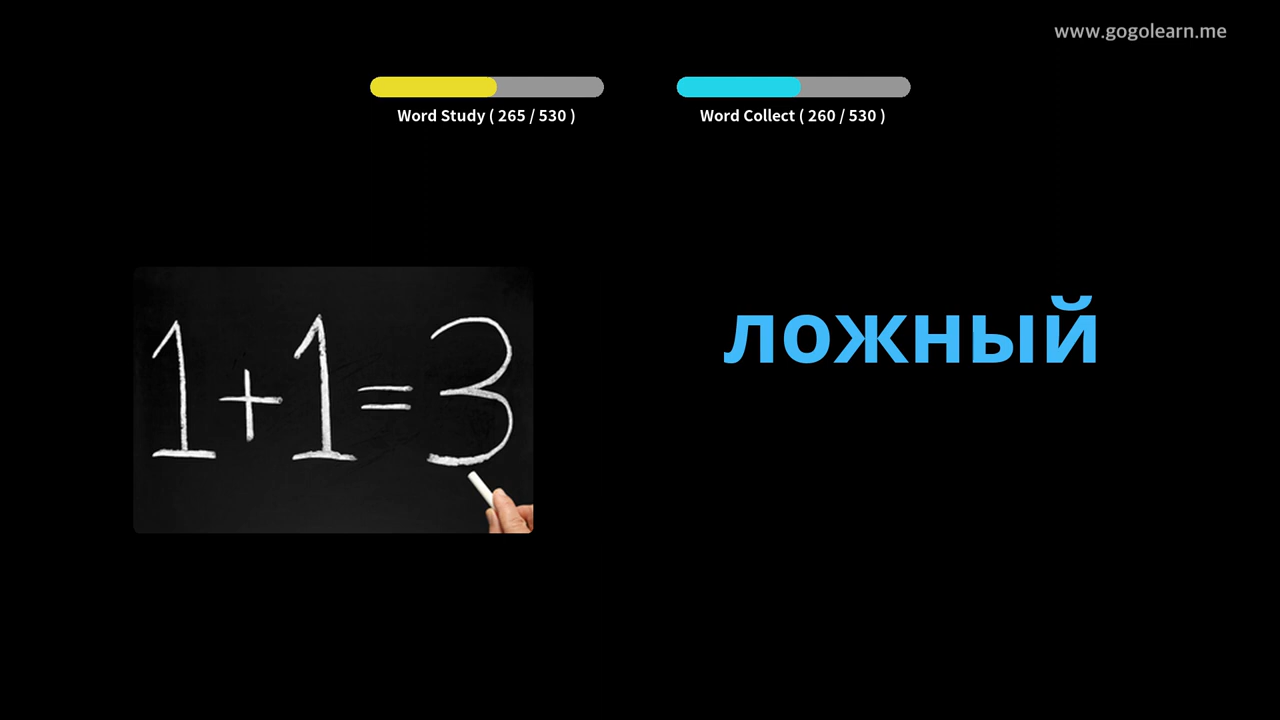 www.gogolearn.me
Word Study ( 265 / 530 )
Word Collect ( 260 / 530 )
1+1=3
ложный